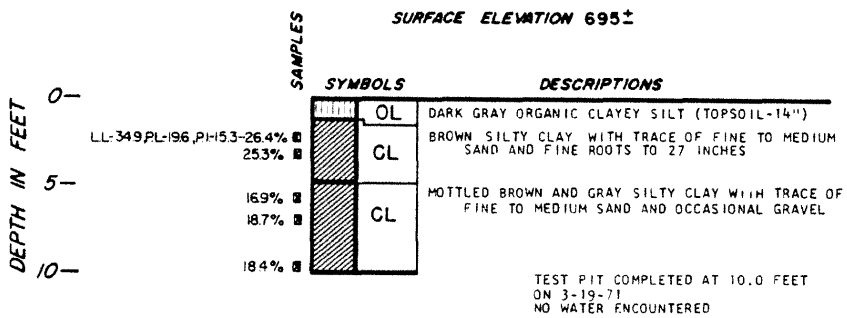 SURFACE ELEVATION 695±
SAMPLES
SYMBOLS DESCRIPTIONS
DEPTH IN FEET
0
OL DARK GRAY ORGANIC CLAYEY SILT (TOPSOIL-14")
L.L-34.9, P.L-19.6, P.I-15.3-26.4%
25.3%
CL BROWN SILTY CLAY WITH TRACE OF FINE TO MEDIUM
SAND AND FINE ROOTS TO 27 INCHES
5
16.9%
18.7%
CL MOTTLED BROWN AND GRAY SILTY CLAY WITH TRACE OF
FINE TO MEDIUM SAND AND OCCASIONAL GRAVEL
18.4%
10
TEST PIT COMPLETED AT 10.0 FEET
ON 3-19-71
NO WATER ENCOUNTERED